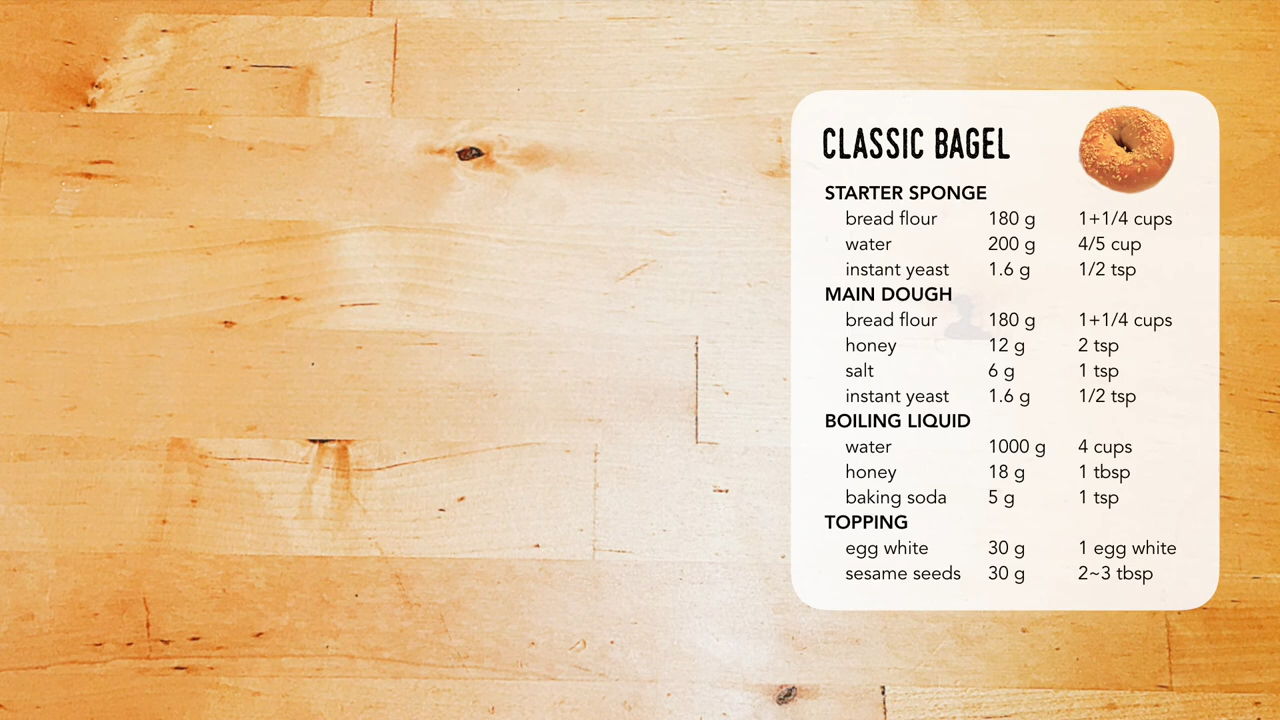 CLASSIC BAGEL
STARTER SPONGE
bread flour 180 g 1+1/4 cups
water 200 g 4/5 cup
instant yeast 1.6 g 1/2 tsp
MAIN DOUGH
bread flour 180 g 1+1/4 cups
honey 12 g 2 tsp
salt 6 g 1 tsp
instant yeast 1.6 g 1/2 tsp
BOILING LIQUID
water 1000 g 4 cups
honey 18 g 1 tbsp
baking soda 5 g 1 tsp
TOPPING
egg white 30 g 1 egg white
sesame seeds 30 g 2~3 tbsp